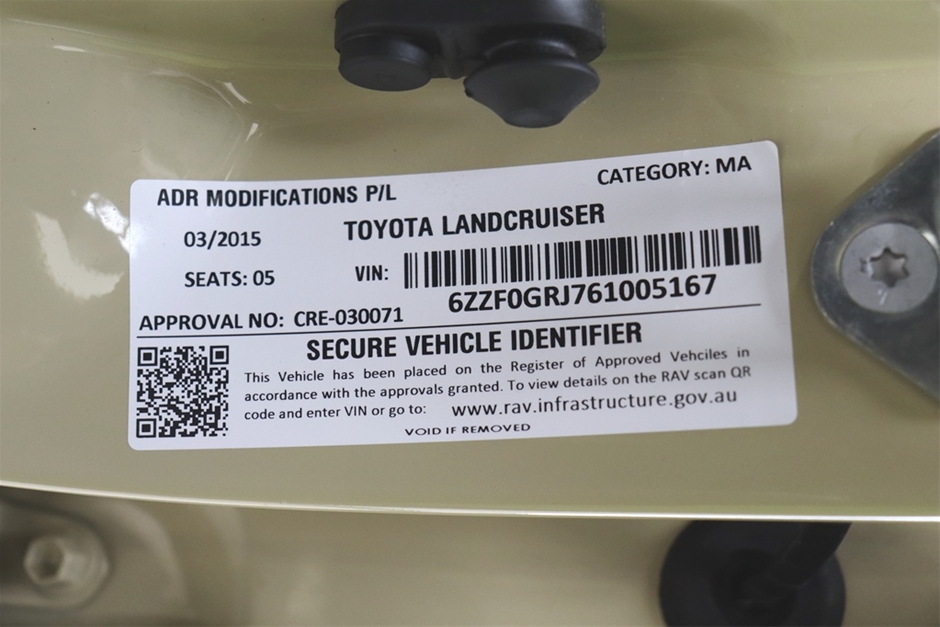 ADR MODIFICATIONS P/L
CATEGORY: MA
03/2015
TOYOTA LANDCRUISER
SEATS: 05
VIN:
6ZZF0GRJ761005167
APPROVAL NO: CRE-030071
SECURE VEHICLE IDENTIFIER
This Vehicle has been placed on the Register of Approved Vehciles in
accordance with the approvals granted. To view details on the RAV scan QR
code and enter VIN or go to: www.rav.infrastructure.gov.au
VOID IF REMOVED